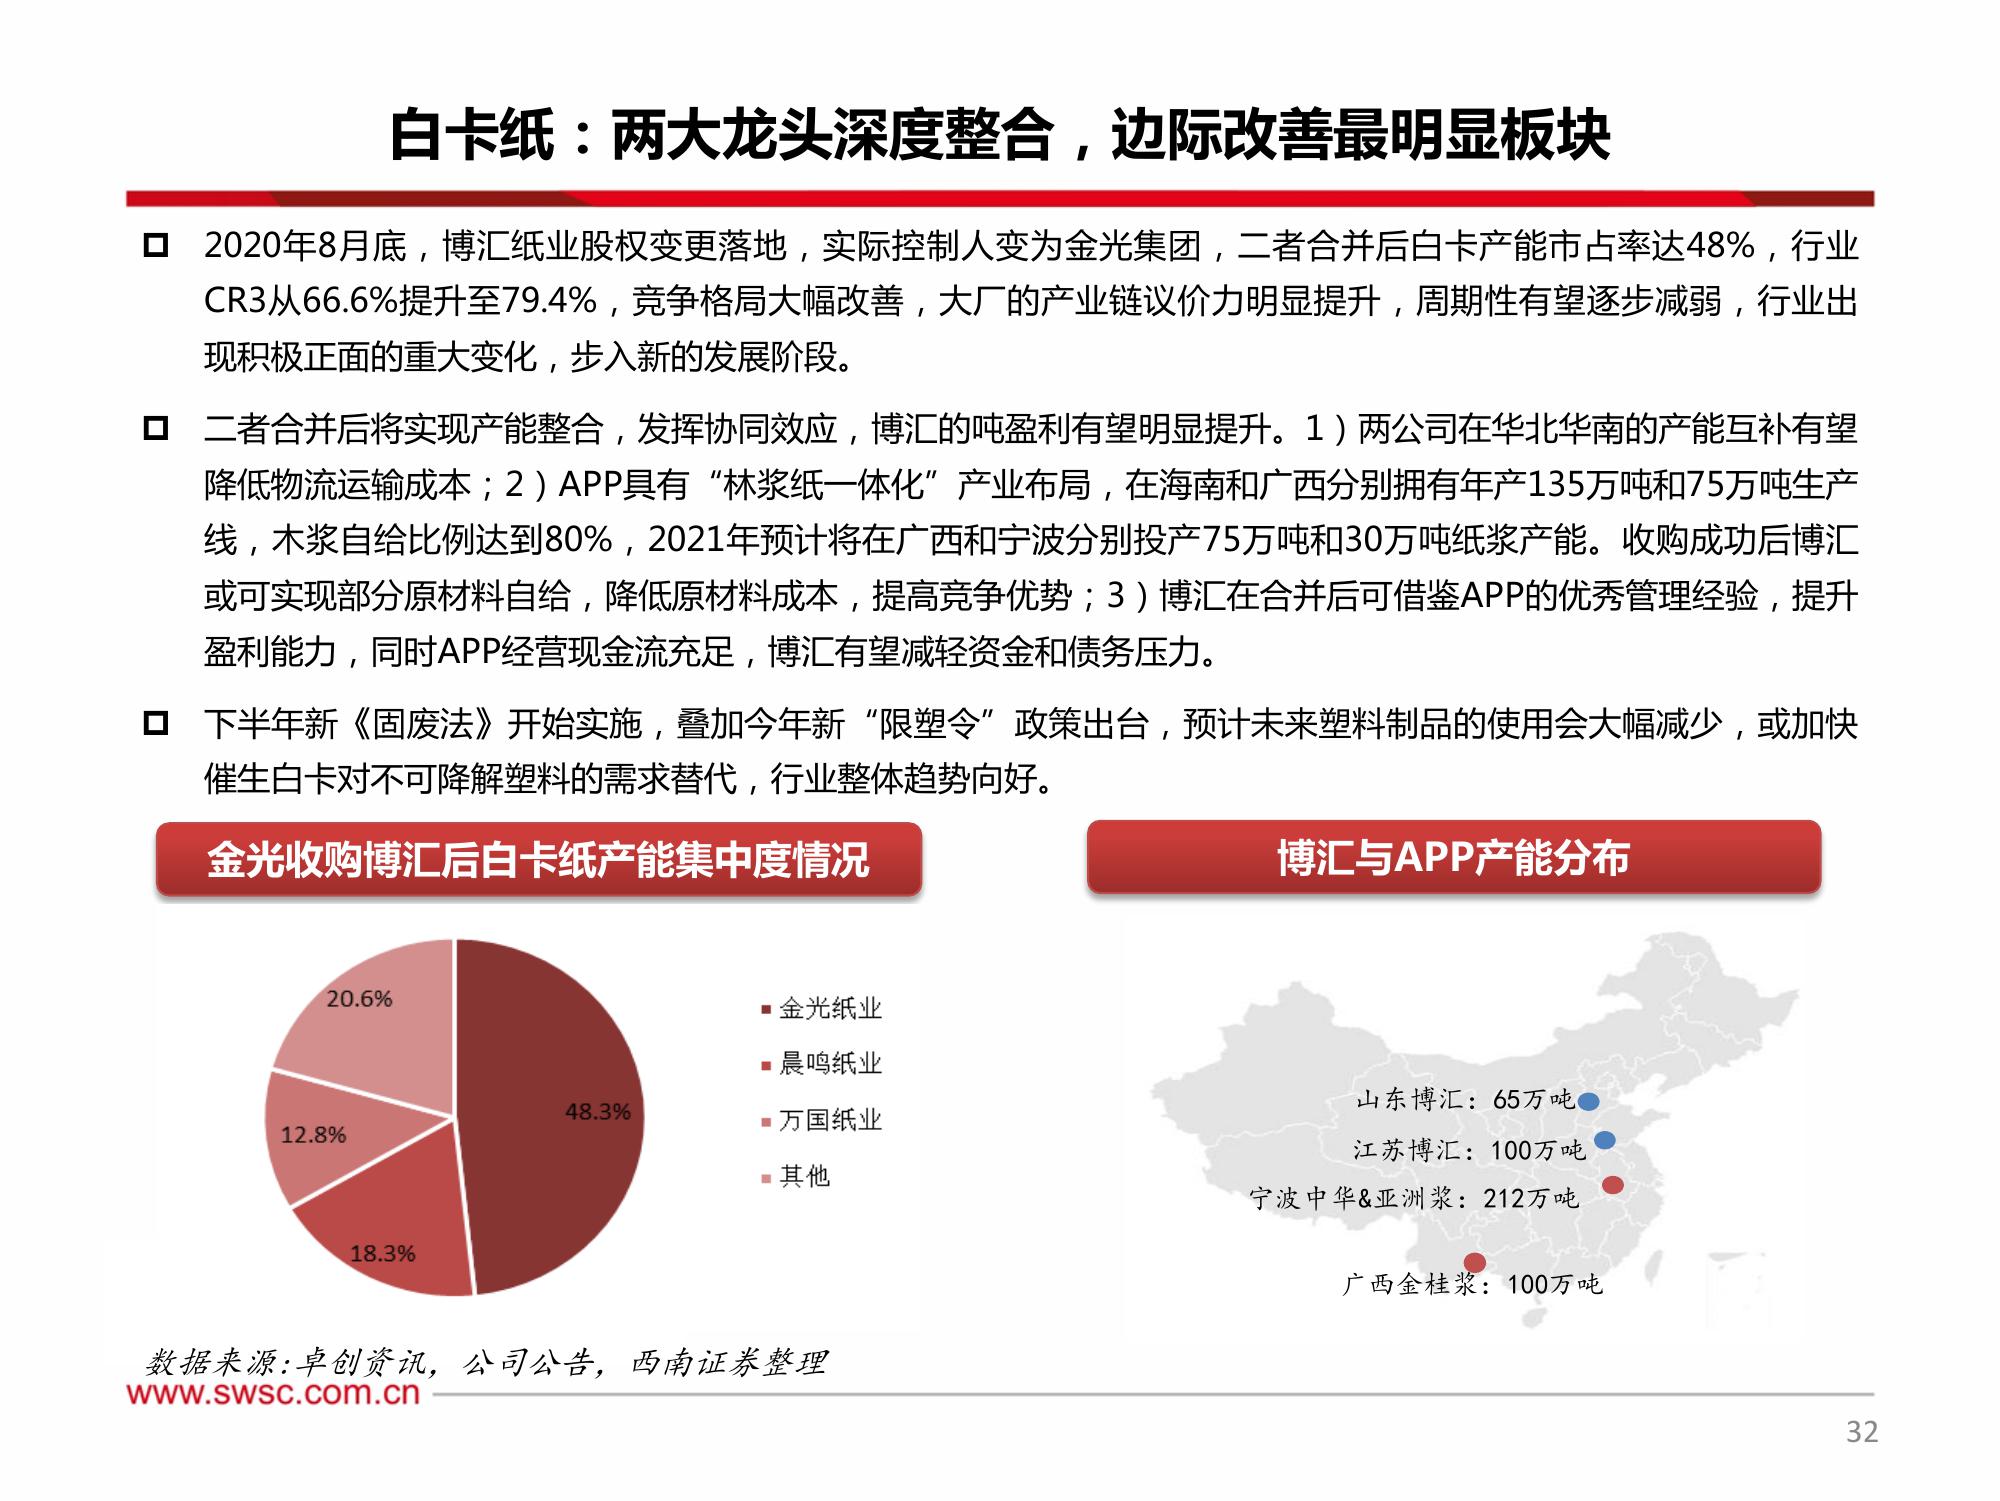 白卡纸：两大龙头深度整合，边际改善最明显板块
2020年8月底，博汇纸业股权变更落地，实际控制人变为金光集团，二者合并后白卡产能市占率达48%，行业
CR3从66.6%提升至79.4%，竞争格局大幅改善，大厂的产业链议价力明显提升，周期性有望逐步减弱，行业出
现积极正面的重大变化，步入新的发展阶段。
二者合并后将实现产能整合，发挥协同效应，博汇的吨盈利有望明显提升。1）两公司在华北华南的产能互补有望
降低物流运输成本；2）APP具有“林浆纸一体化”产业布局，在海南和广西分别拥有年产135万吨和75万吨生产
线，木浆自给比例达到80%，2021年预计将在广西和宁波分别投产75万吨和30万吨纸浆产能。收购成功后博汇
或可实现部分原材料自给，降低原材料成本，提高竞争优势；3）博汇在合并后可借鉴APP的优秀管理经验，提升
盈利能力，同时APP经营现金流充足，博汇有望减轻资金和债务压力。
下半年新《固废法》开始实施，叠加今年新“限塑令”政策出台，预计未来塑料制品的使用会大幅减少，或加快
催生白卡对不可降解塑料的需求替代，行业整体趋势向好。
金光收购博汇后白卡纸产能集中度情况
20.6%
48.3%
12.8%
18.3%
金光纸业
晨鸣纸业
万国纸业
其他
博汇与APP产能分布
山东博汇：65万吨
江苏博汇：100万吨
宁波中华&亚洲浆：212万吨
广西金桂浆：100万吨
数据来源:卓创资讯，公司公告，西南证券整理
www.swsc.com.cn
32